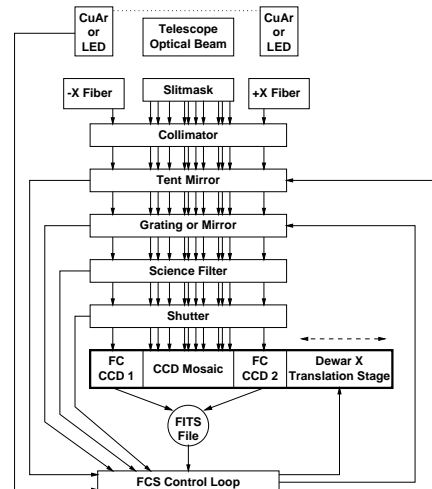 CuAr
or
LED
Telescope
Optical Beam
CuAr
or
LED
-X Fiber
Slitmask
+X Fiber
Collimator
Tent Mirror
Grating or Mirror
Science Filter
Shutter
FC
CCD 1
CCD Mosaic
FC
CCD 2
Dewar X
Translation Stage
FITS
File
FCS Control Loop